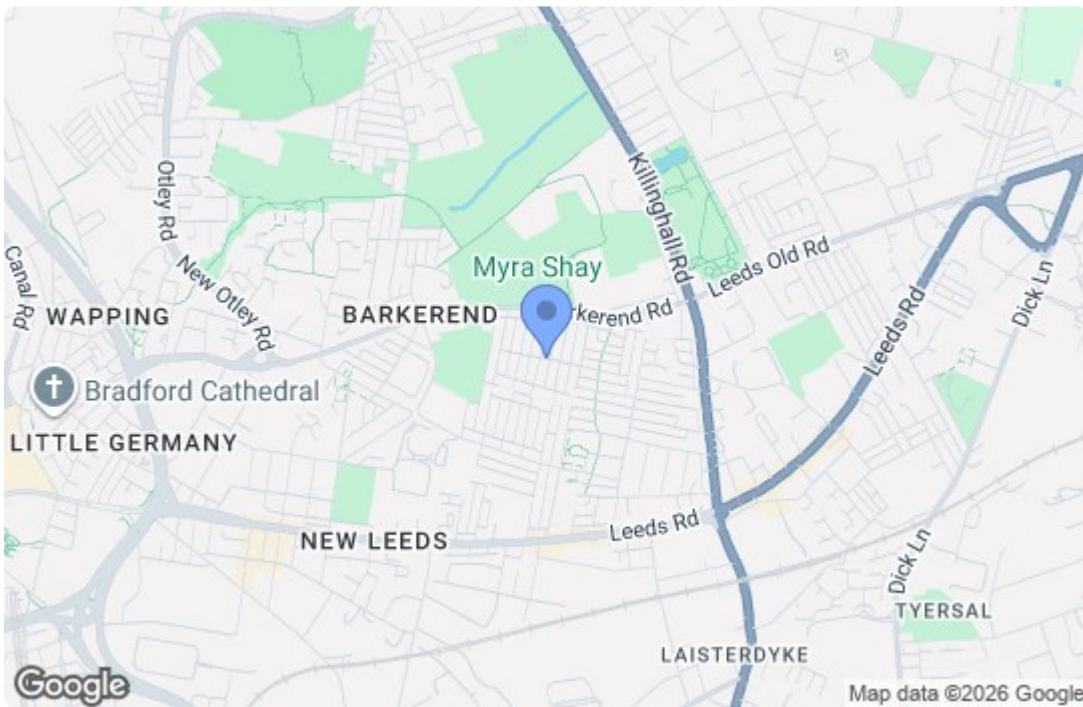 Otley Rd
Killinghall Rd
Canal Rd
New Otley Rd
Myra Shay
Leeds Old Rd
WAPPING
BARKEREND
rkerend Rd
Dick Ln
Leeds Rd
Bradford Cathedral
LITTLE GERMANY
NEW LEEDS
Leeds Rd
Dick Ln
TYERSAL
LAISTERDYKE
Google
Map data ©2026 Google